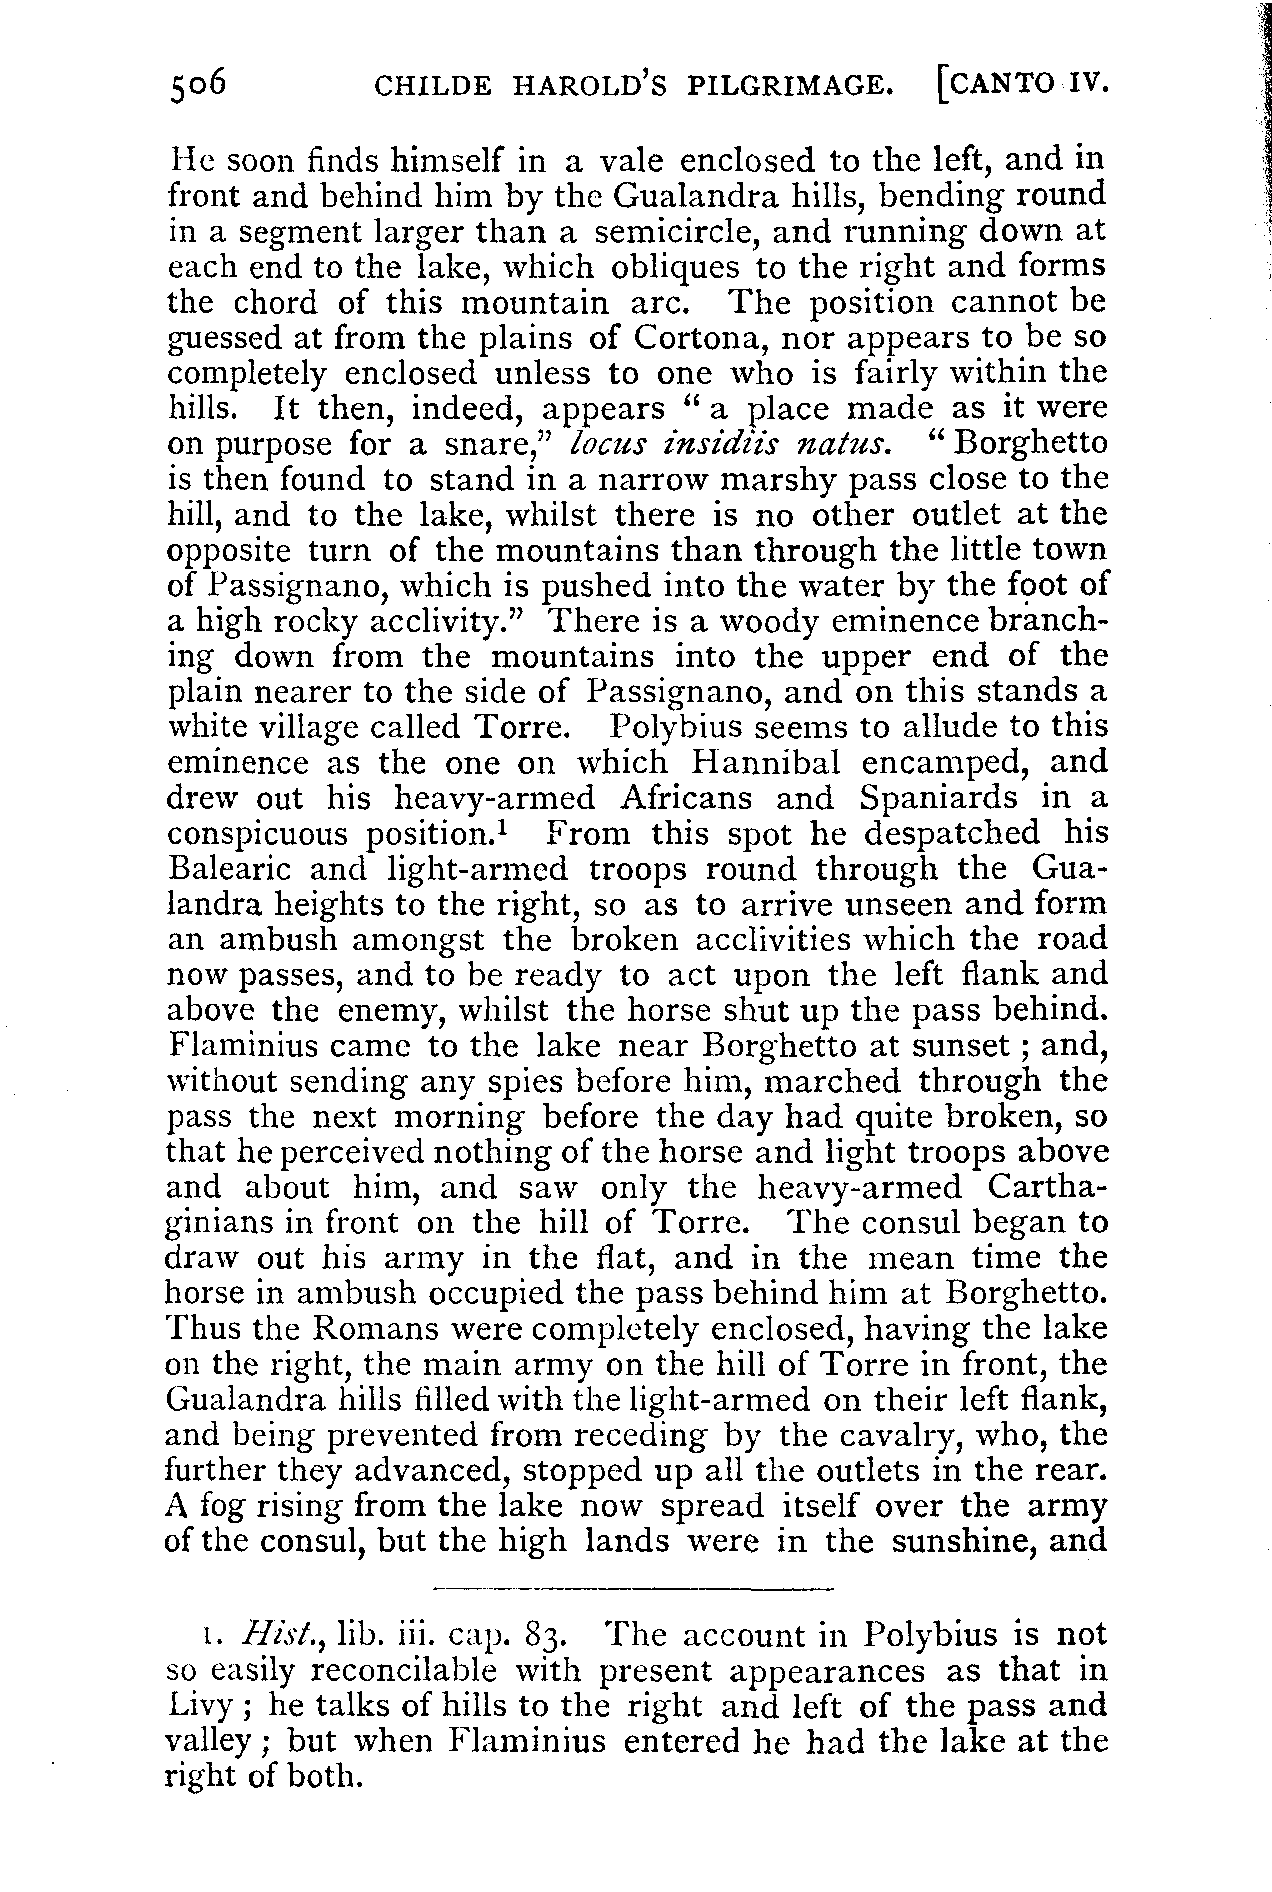 506 CHILDE HAROLD'S PILGRIMAGE. [CANTO IV.
He soon finds himself in a vale enclosed to the left, and in
front and behind him by the Gualandra hills, bending round
in a segment larger than a semicircle, and running down at
each end to the lake, which obliques to the right and forms
the chord of this mountain arc. The position cannot be
guessed at from the plains of Cortona, nor appears to be so
completely enclosed unless to one who is fairly within the
hills. It then, indeed, appears “ a place made as it were
on purpose for a snare,” locus insidiis natus. “ Borghetto
is then found to stand in a narrow marshy pass close to the
hill, and to the lake, whilst there is no other outlet at the
opposite turn of the mountains than through the little town
of Passignano, which is pushed into the water by the foot of
a high rocky acclivity.” There is a woody eminence branch-
ing down from the mountains into the upper end of the
plain nearer to the side of Passignano, and on this stands a
white village called Torre. Polybius seems to allude to this
eminence as the one on which Hannibal encamped, and
drew out his heavy-armed Africans and Spaniards in a
conspicuous position.¹ From this spot he despatched his
Balearic and light-armed troops round through the Gua-
landra heights to the right, so as to arrive unseen and form
an ambush amongst the broken acclivities which the road
now passes, and to be ready to act upon the left flank and
above the enemy, whilst the horse shut up the pass behind.
Flaminius came to the lake near Borghetto at sunset ; and,
without sending any spies before him, marched through the
pass the next morning before the day had quite broken, so
that he perceived nothing of the horse and light troops above
and about him, and saw only the heavy-armed Cartha-
ginians in front on the hill of Torre. The consul began to
draw out his army in the flat, and in the mean time the
horse in ambush occupied the pass behind him at Borghetto.
Thus the Romans were completely enclosed, having the lake
on the right, the main army on the hill of Torre in front, the
Gualandra hills filled with the light-armed on their left flank,
and being prevented from receding by the cavalry, who, the
further they advanced, stopped up all the outlets in the rear.
A fog rising from the lake now spread itself over the army
of the consul, but the high lands were in the sunshine, and
1. Hist., lib. iii. cap. 83. The account in Polybius is not
so easily reconcilable with present appearances as that in
Livy ; he talks of hills to the right and left of the pass and
valley ; but when Flaminius entered he had the lake at the
right of both.